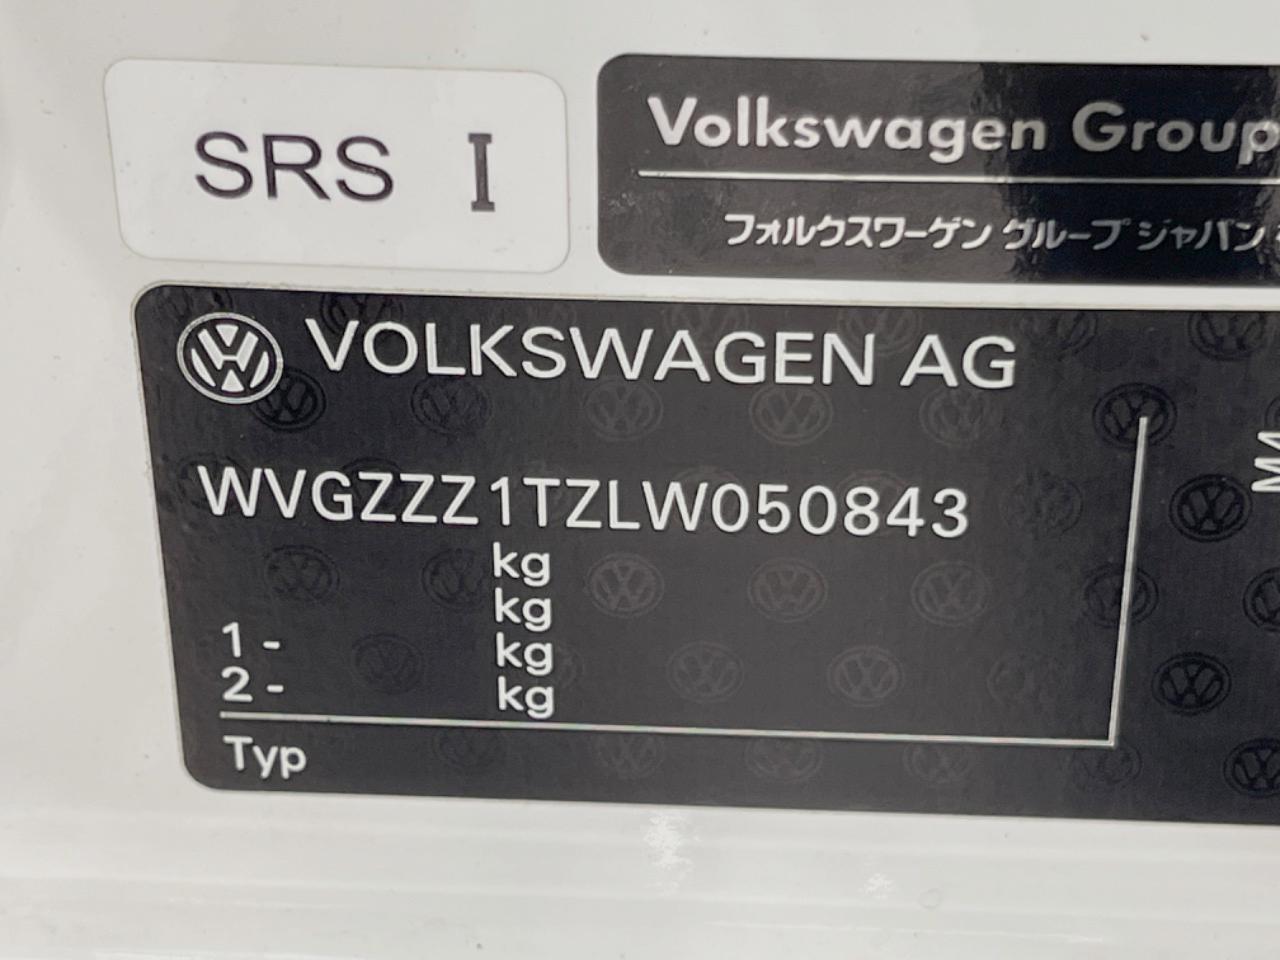 SRS I
Volkswagen Group
フォルクスワーゲン グループ ジャパン
VOLKSWAGEN AG
WVGZZZ1TZLW050843
kg
kg
1 - kg
2 - kg
Typ
M4